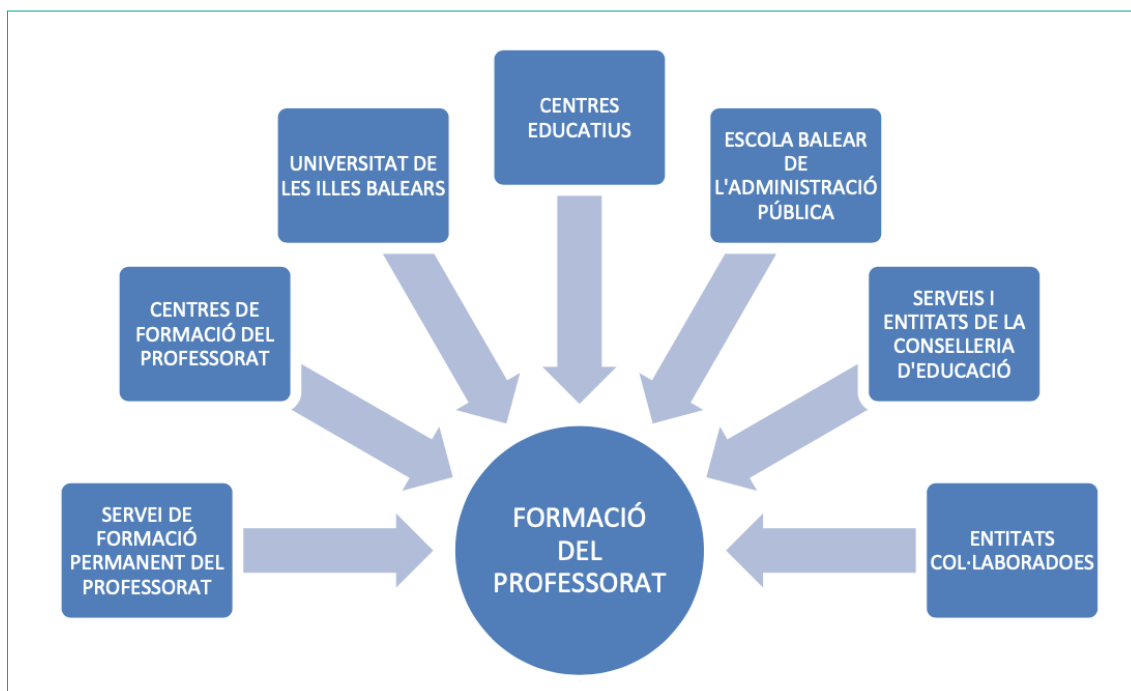 CENTRES
EDUCATIUS
UNIVERSITAT DE
LES ILLES BALEARS
ESCOLA BALEAR
DE
L'ADMINISTRACIÓ
PÚBLICA
CENTRES DE
FORMACIÓ DEL
PROFESSORAT
SERVEIS I
ENTITATS DE LA
CONSELLERIA
D'EDUCACIÓ
SERVEI DE
FORMACIÓ
PERMANENT DEL
PROFESSORAT
FORMACIÓ
DEL
PROFESSORAT
ENTITATS
COL·LABORADOES